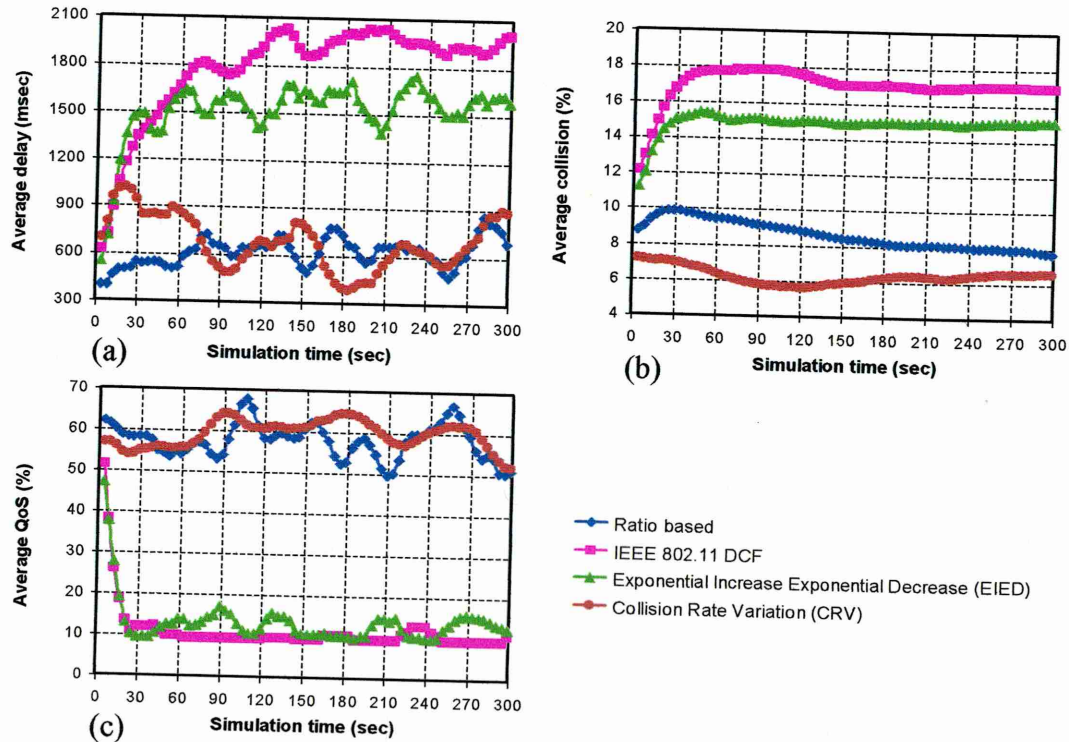 Average delay (msec)
2100
1800
1500
1200
900
600
300
0 30 60 90 120 150 180 210 240 270 300
(a)
Simulation time (sec)
Average collision (%)
20
18
16
14
12
10
8
6
4
0 30 60 90 120 150 180 210 240 270 300
(b)
Simulation time (sec)
Average QoS (%)
70
60
50
40
30
20
10
0
0 30 60 90 120 150 180 210 240 270 300
(c)
Simulation time (sec)
Ratio based
IEEE 802.11 DCF
Exponential Increase Exponential Decrease (EIED)
Collision Rate Variation (CRV)